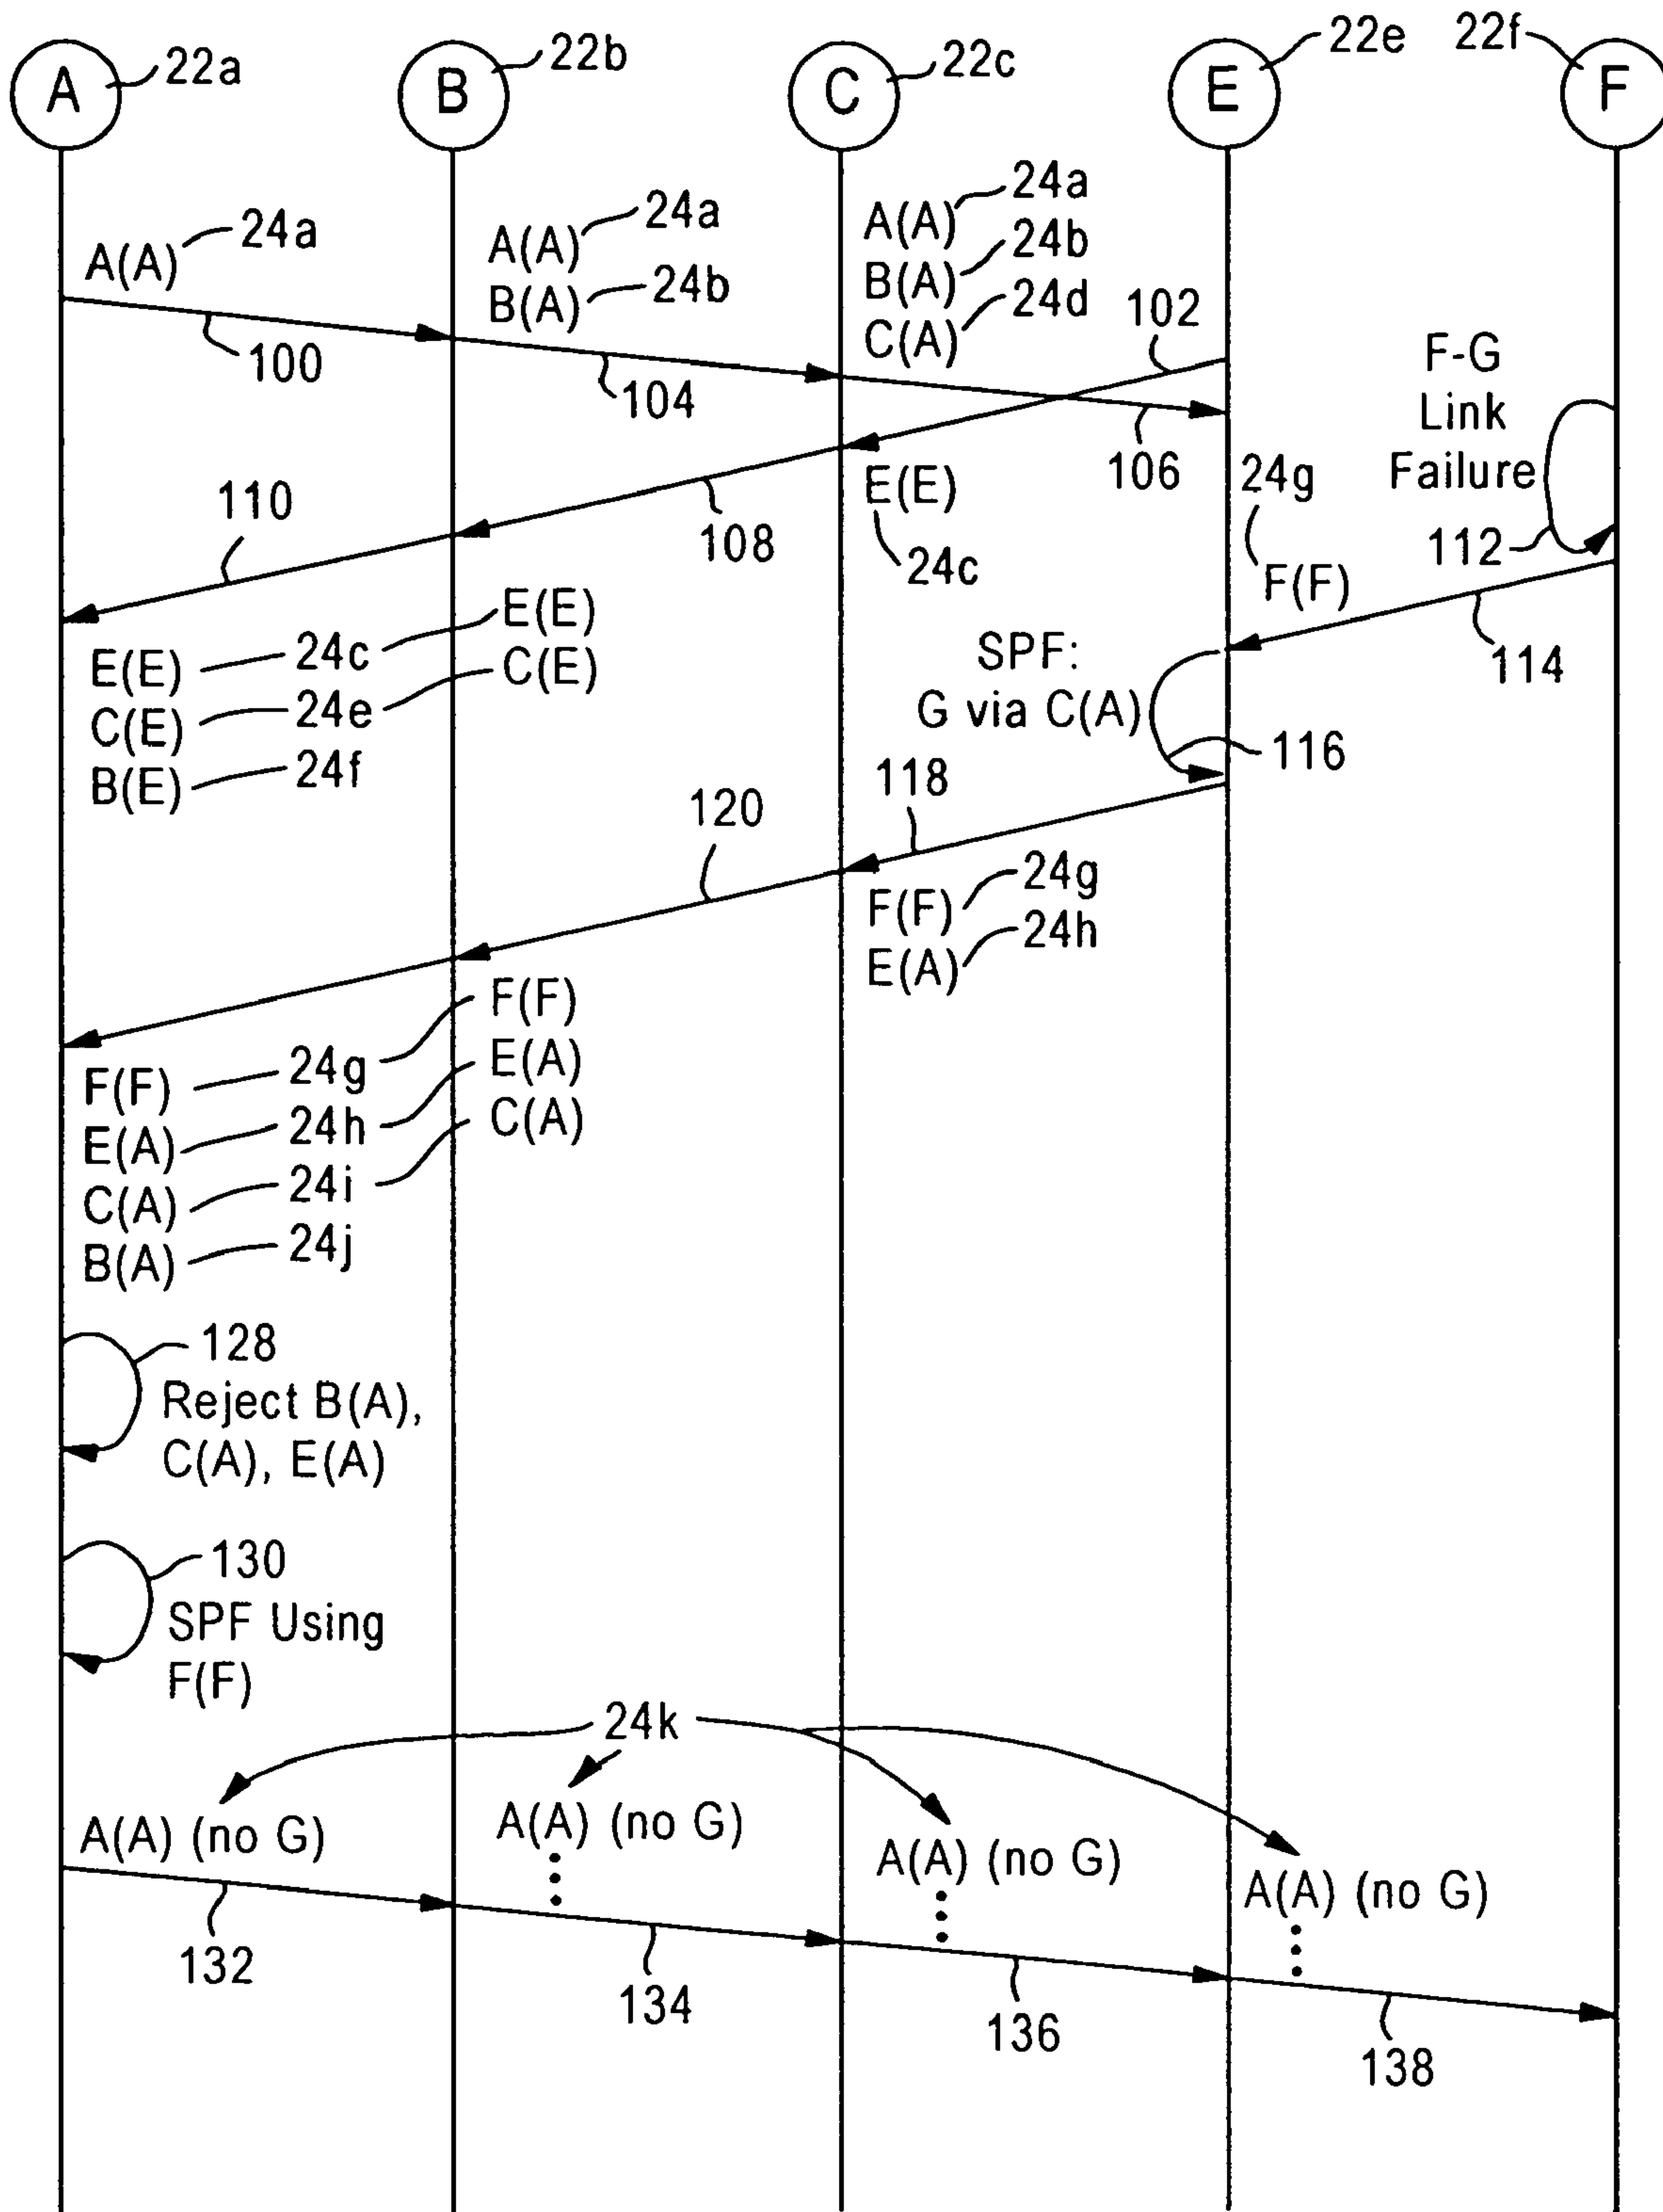 A 22a B 22b C 22c E 22e 22f F
A(A) 24a
A(A) 24a
B(A) 24b
A(A) 24a
B(A) 24b
C(A) 24d
100
104
102
106
F-G
Link
Failure
112
110
108
E(E)
24c
24g
F(F)
114
E(E) 24c E(E)
C(E) 24e C(E)
B(E) 24f
SPF:
G via C(A)
116
118
120
F(F) 24g
E(A) 24h
F(F) 24g F(F)
E(A) 24h E(A)
C(A) 24i C(A)
B(A) 24j
128
Reject B(A),
C(A), E(A)
130
SPF Using
F(F)
24k
A(A) (no G)
A(A) (no G)
A(A) (no G)
A(A) (no G)
132
134
136
138